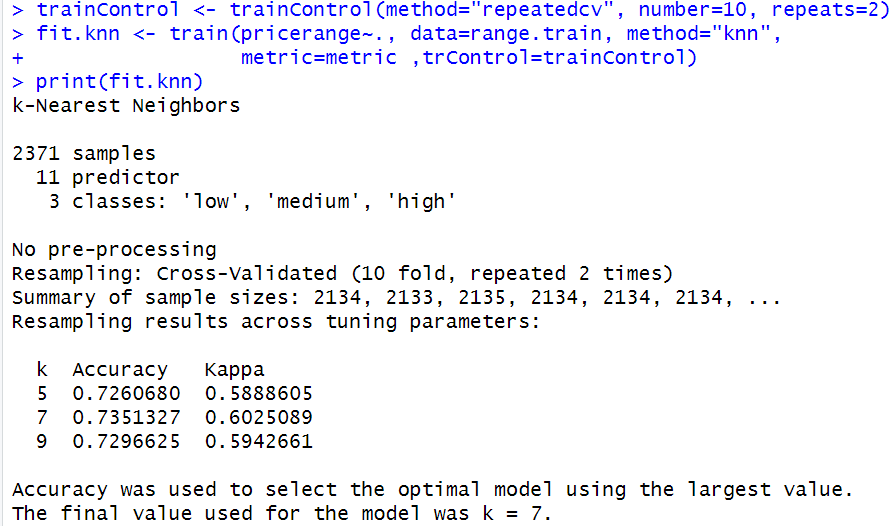 > trainControl <- trainControl(method="repeatedcv", number=10, repeats=2)
> fit.knn <- train(pricerange~., data=range.train, method="knn",
+                  metric=metric ,trControl=trainControl)
> print(fit.knn)
k-Nearest Neighbors

2371 samples
  11 predictor
   3 classes: 'low', 'medium', 'high'

No pre-processing
Resampling: Cross-Validated (10 fold, repeated 2 times)
Summary of sample sizes: 2134, 2133, 2135, 2134, 2134, 2134, ...
Resampling results across tuning parameters:

  k  Accuracy   Kappa
  5  0.7260680  0.5888605
  7  0.7351327  0.6025089
  9  0.7296625  0.5942661

Accuracy was used to select the optimal model using the largest value.
The final value used for the model was k = 7.